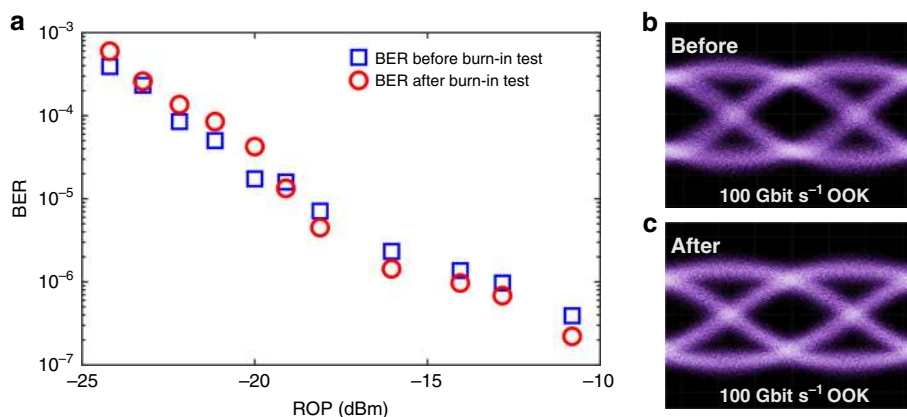 a
10⁻³
10⁻⁴
10⁻⁵
10⁻⁶
10⁻⁷
BER
BER before burn-in test
BER after burn-in test
−25
−20
−15
−10
ROP (dBm)
b
Before
100 Gbit s⁻¹ OOK
c
After
100 Gbit s⁻¹ OOK